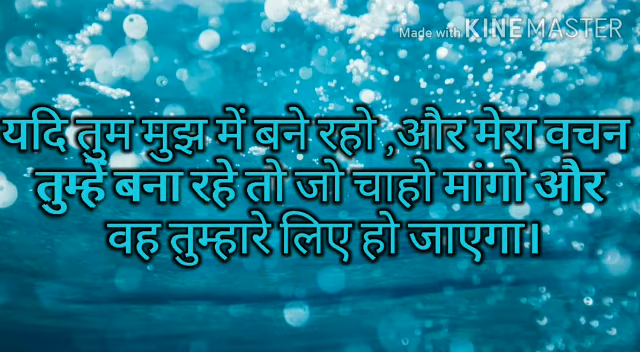 Made with KINEMASTER
यदि तुम मुझ में बने रहो ,और मेरा वचन
तुम्हें बना रहे तो जो चाहो मांगो और
वह तुम्हारे लिए हो जाएगा।